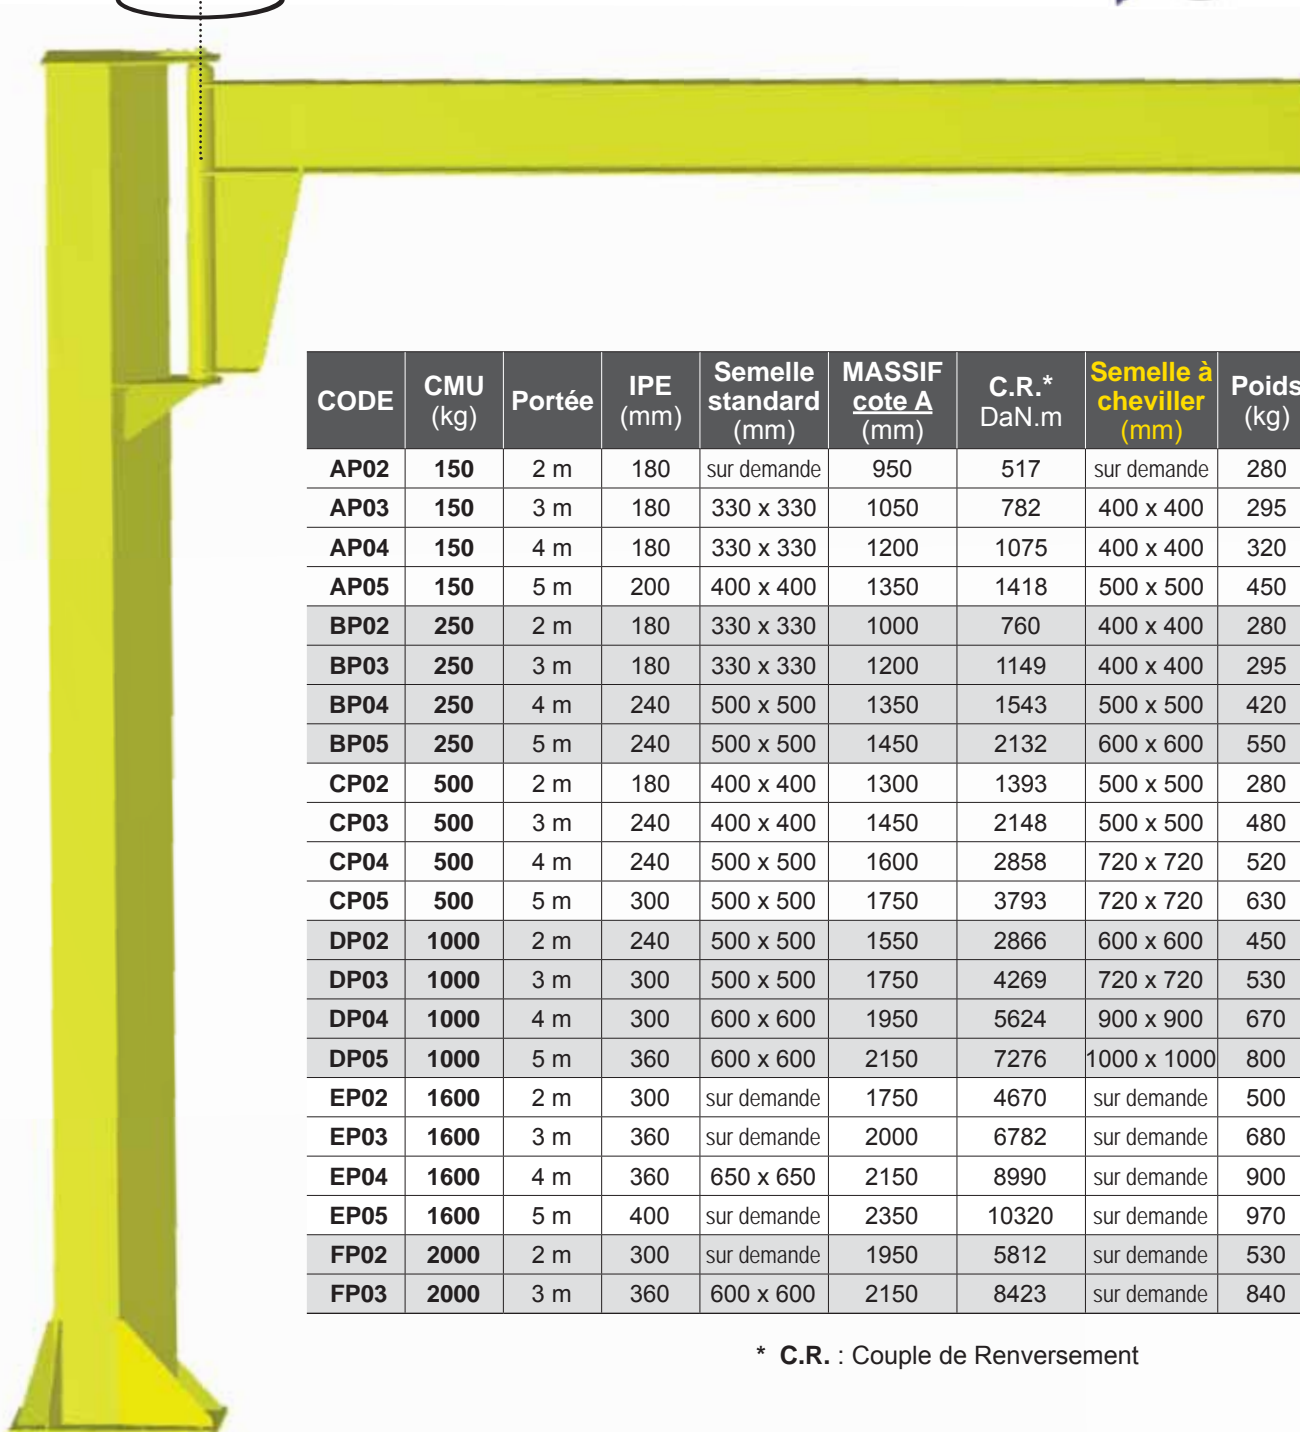 CODE CMU (kg) Portée IPE (mm) Semelle standard (mm) MASSIF cote A (mm) C.R.* DaN.m Semelle à cheviller (mm) Poids (kg)
AP02 150 2 m 180 sur demande 950 517 sur demande 280
AP03 150 3 m 180 330 x 330 1050 782 400 x 400 295
AP04 150 4 m 180 330 x 330 1200 1075 400 x 400 320
AP05 150 5 m 200 400 x 400 1350 1418 500 x 500 450
BP02 250 2 m 180 330 x 330 1000 760 400 x 400 280
BP03 250 3 m 180 330 x 330 1200 1149 400 x 400 295
BP04 250 4 m 240 500 x 500 1350 1543 500 x 500 420
BP05 250 5 m 240 500 x 500 1450 2132 600 x 600 550
CP02 500 2 m 180 400 x 400 1300 1393 500 x 500 280
CP03 500 3 m 240 400 x 400 1450 2148 500 x 500 480
CP04 500 4 m 240 500 x 500 1600 2858 720 x 720 520
CP05 500 5 m 300 500 x 500 1750 3793 720 x 720 630
DP02 1000 2 m 240 500 x 500 1550 2866 600 x 600 450
DP03 1000 3 m 300 500 x 500 1750 4269 720 x 720 530
DP04 1000 4 m 300 600 x 600 1950 5624 900 x 900 670
DP05 1000 5 m 360 600 x 600 2150 7276 1000 x 1000 800
EP02 1600 2 m 300 sur demande 1750 4670 sur demande 500
EP03 1600 3 m 360 sur demande 2000 6782 sur demande 680
EP04 1600 4 m 360 650 x 650 2150 8990 sur demande 900
EP05 1600 5 m 400 sur demande 2350 10320 sur demande 970
FP02 2000 2 m 300 sur demande 1950 5812 sur demande 530
FP03 2000 3 m 360 600 x 600 2150 8423 sur demande 840
* C.R. : Couple de Renversement